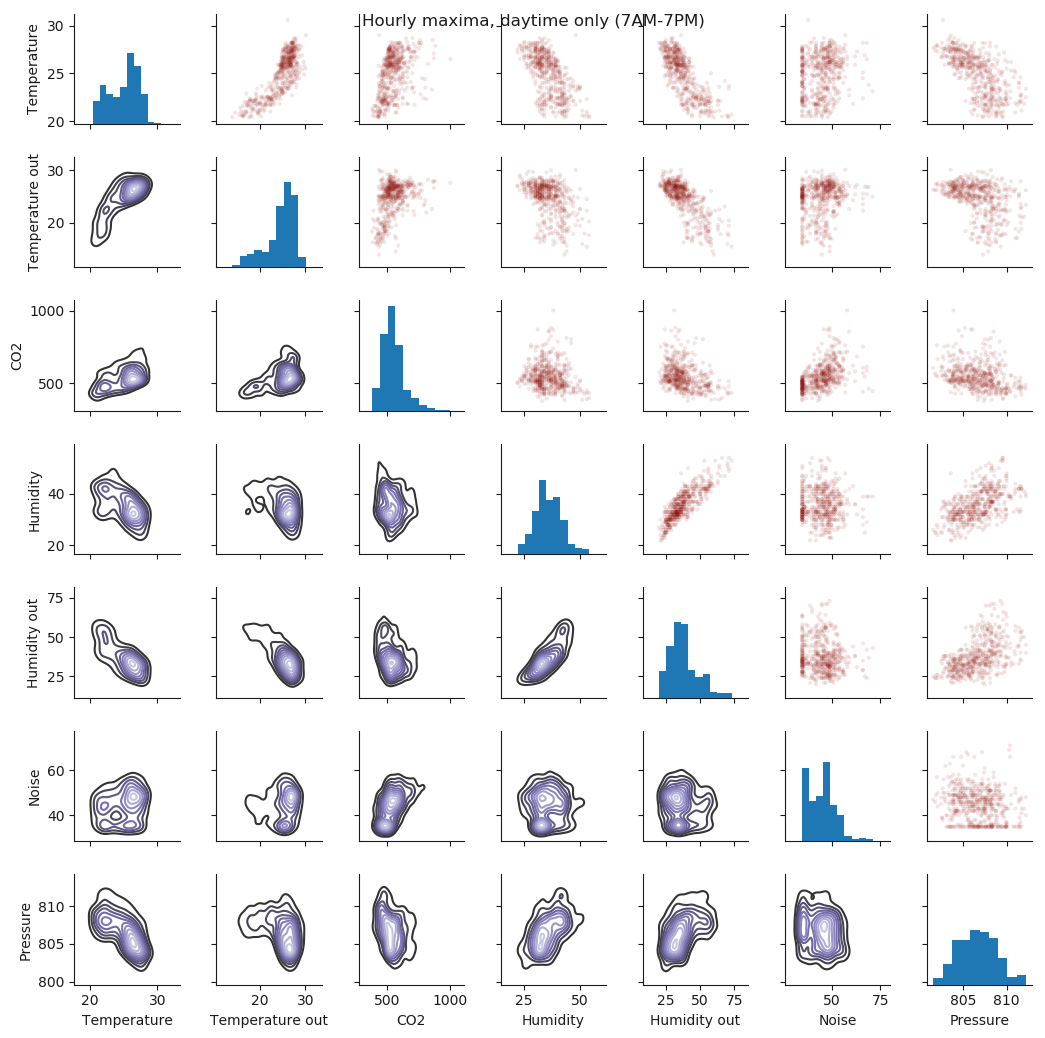 Hourly maxima, daytime only (7AM-7PM)
Temperature
30
25
20
Temperature out
30
20
CO2
1000
500
Humidity
40
20
Humidity out
75
50
25
Noise
60
40
Pressure
810
805
800
20 30 20 30 500 1000 25 50 25 50 75 50 75 805 810
Temperature Temperature out CO2 Humidity Humidity out Noise Pressure